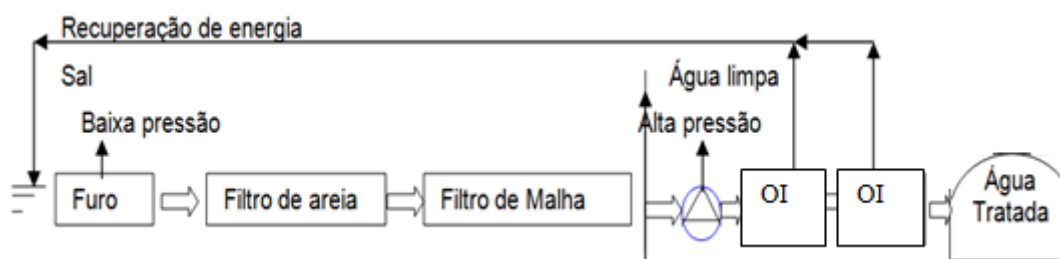 Recuperação de energia
Sal
Água limpa
Baixa pressão
Alta pressão
Furo
Filtro de areia
Filtro de Malha
OI
OI
Água
Tratada